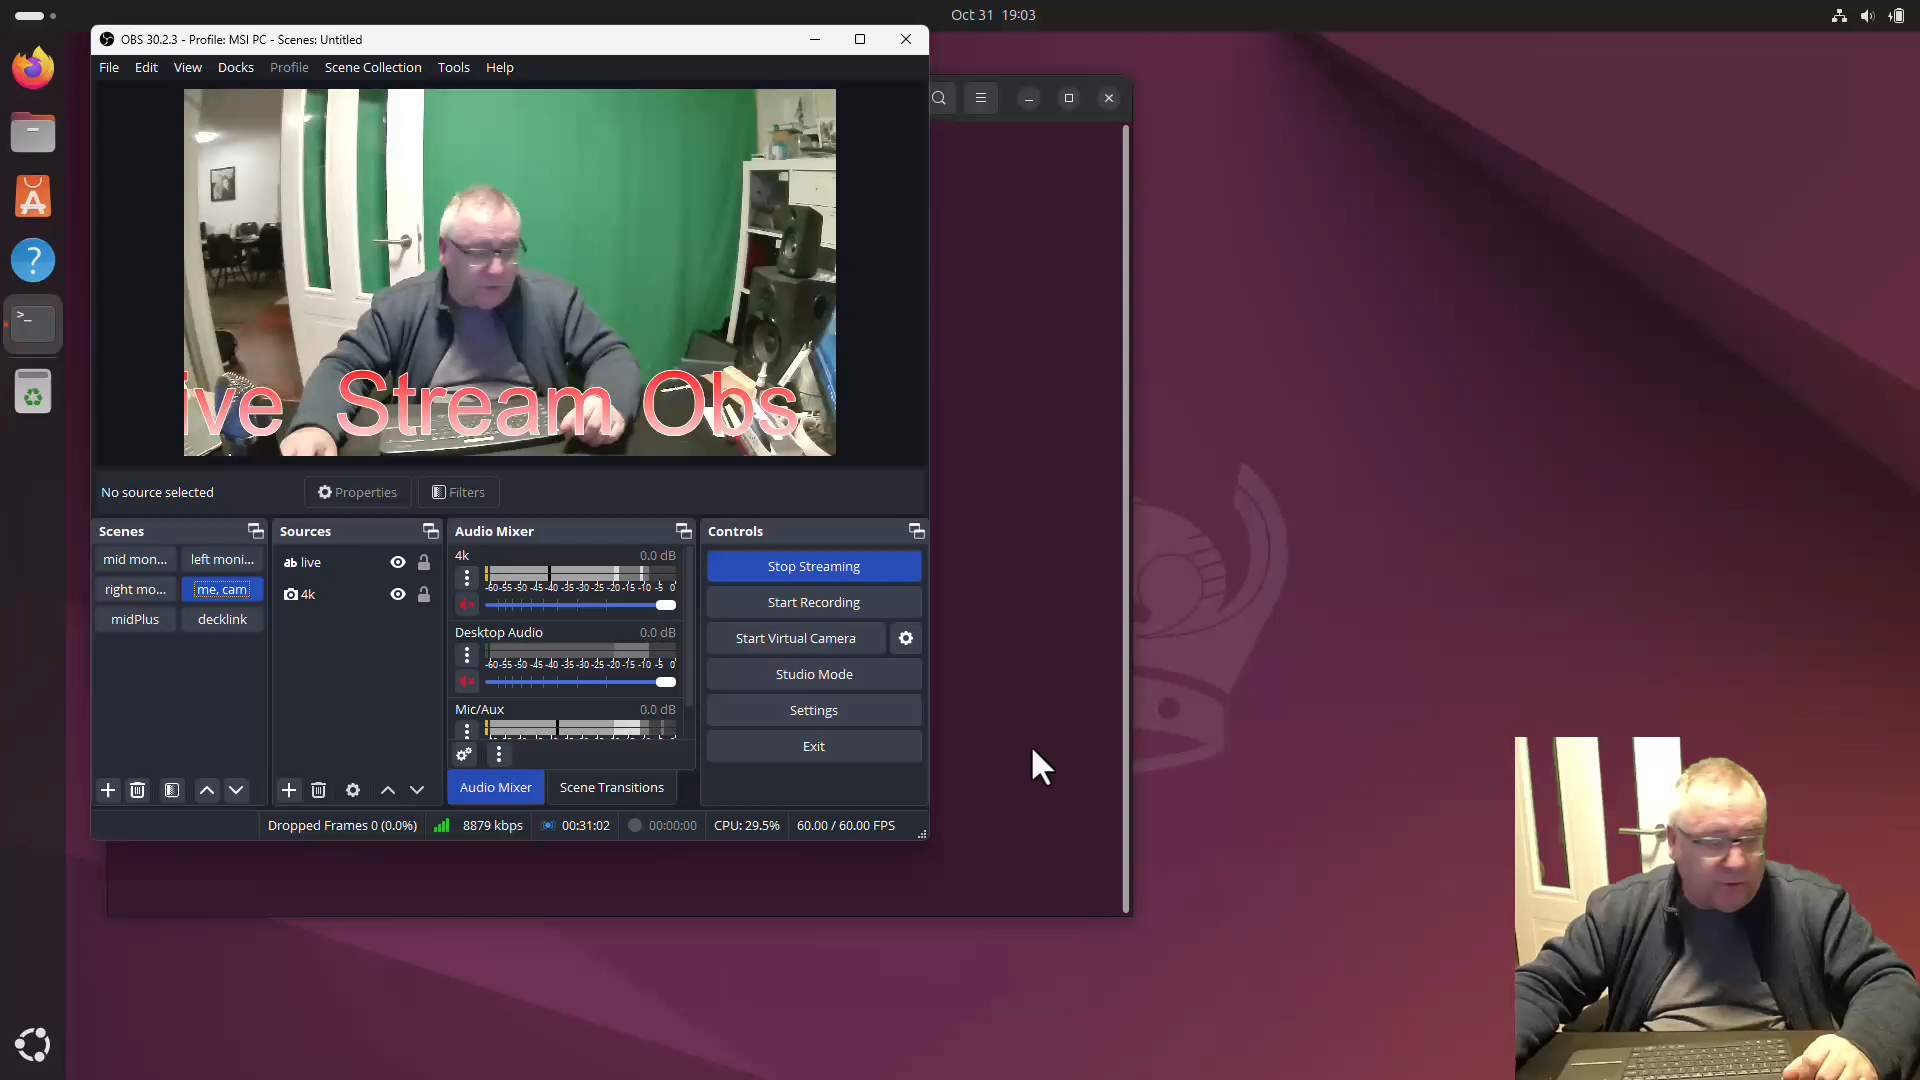 Oct 31 19:03
OBS 30.2.3 - Profile: MSI PC - Scenes: Untitled
File Edit View Docks Profile Scene Collection Tools Help
ive Stream Obs
No source selected
Properties
Filters
Scenes
mid mon...
left moni...
right mo...
me, cam
midPlus
decklink
Sources
ab live
4k
Audio Mixer
4k 0.0 dB
-60 -55 -50 -45 -40 -35 -30 -25 -20 -15 -10 -5 0
Desktop Audio 0.0 dB
-60 -55 -50 -45 -40 -35 -30 -25 -20 -15 -10 -5 0
Mic/Aux 0.0 dB
Audio Mixer
Scene Transitions
Controls
Stop Streaming
Start Recording
Start Virtual Camera
Studio Mode
Settings
Exit
Dropped Frames 0 (0.0%) 8879 kbps 00:31:02 00:00:00 CPU: 29.5% 60.00 / 60.00 FPS